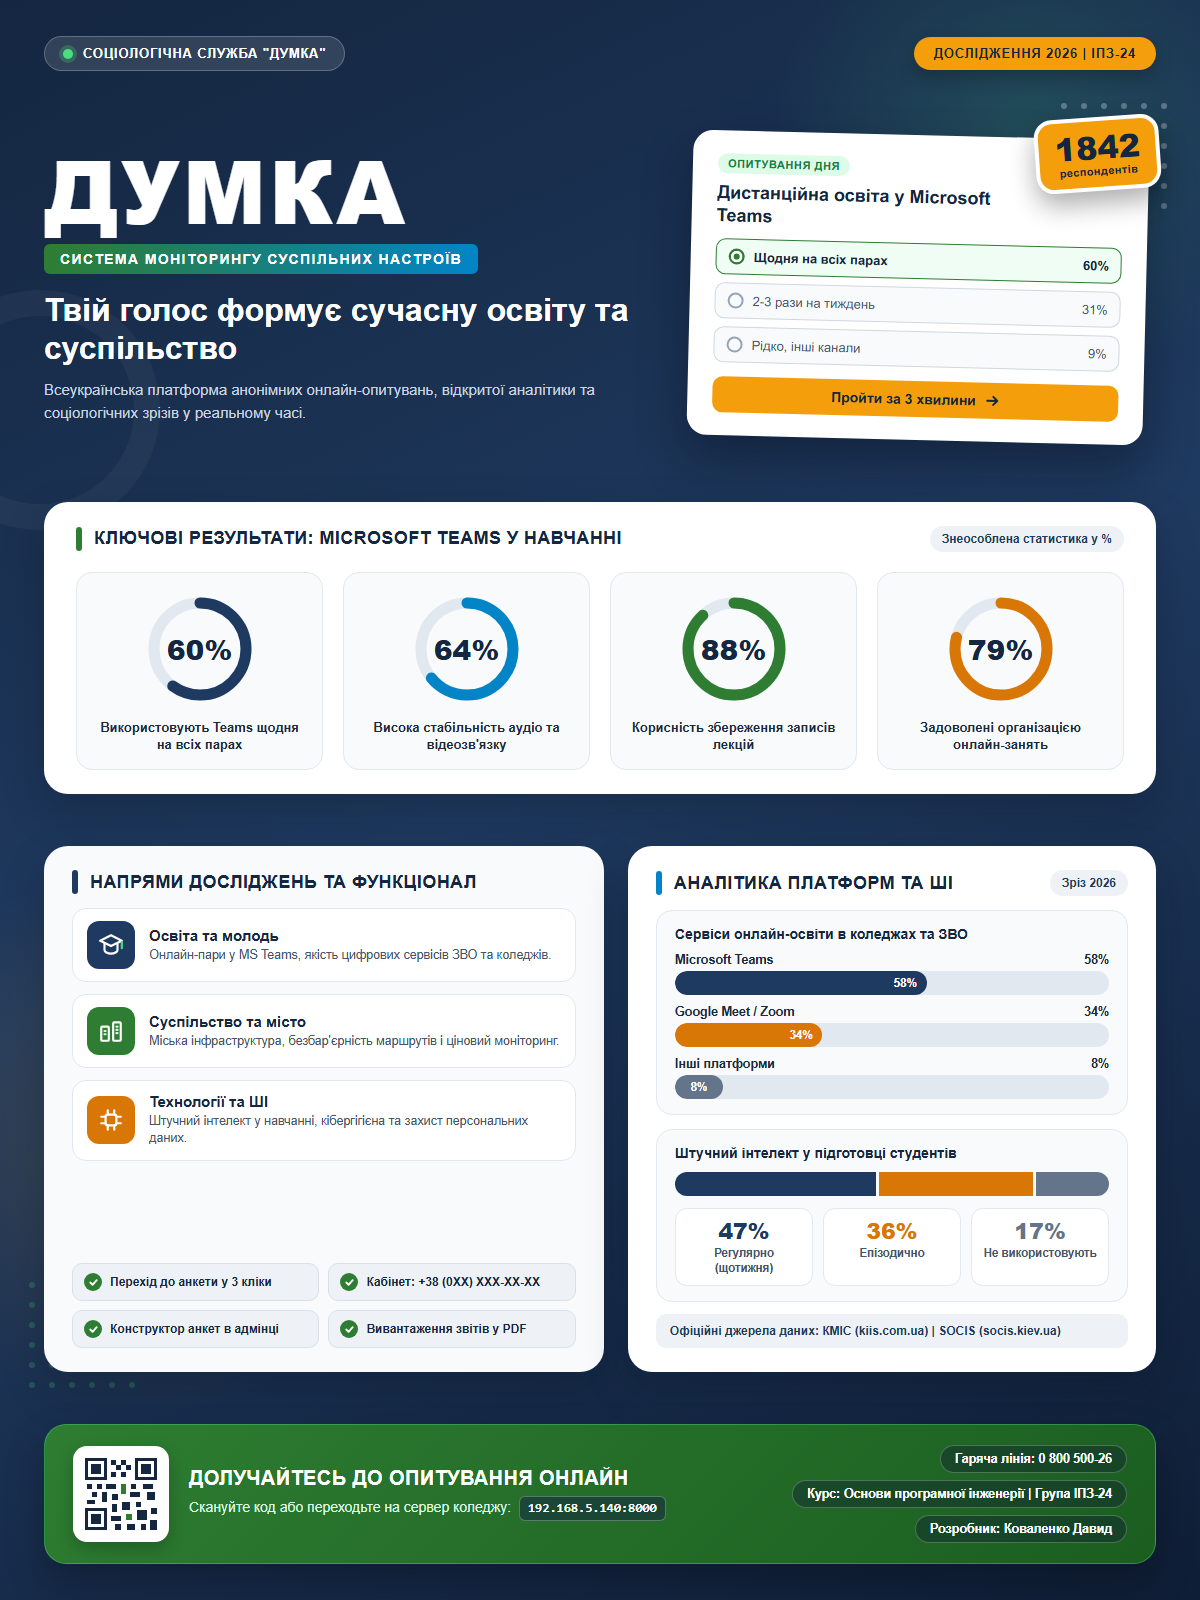 СОЦІОЛОГІЧНА СЛУЖБА "ДУМКА"
ДОСЛІДЖЕННЯ 2026 | ІПЗ-24
ДУМКА
СИСТЕМА МОНІТОРИНГУ СУСПІЛЬНИХ НАСТРОЇВ
Твій голос формує сучасну освіту та
суспільство
Всеукраїнська платформа анонімних онлайн-опитувань, відкритої аналітики та
соціологічних зрізів у реальному часі.
1842
респондентів
ОПИТУВАННЯ ДНЯ
Дистанційна освіта у Microsoft
Teams
Щодня на всіх парах 60%
2-3 рази на тиждень 31%
Рідко, інші канали 9%
Пройти за 3 хвилини →
КЛЮЧОВІ РЕЗУЛЬТАТИ: MICROSOFT TEAMS У НАВЧАННІ
Знеособлена статистика у %
60%
Використовують Teams щодня
на всіх парах
64%
Висока стабільність аудіо та
відеозв'язку
88%
Корисність збереження записів
лекцій
79%
Задоволені організацією
онлайн-занять
НАПРЯМИ ДОСЛІДЖЕНЬ ТА ФУНКЦІОНАЛ
Освіта та молодь
Онлайн-пари у MS Teams, якість цифрових сервісів ЗВО та коледжів.
Суспільство та місто
Міська інфраструктура, безбар'єрність маршрутів і ціновий моніторинг.
Технології та ШІ
Штучний інтелект у навчанні, кібергігієна та захист персональних
даних.
Перехід до анкети у 3 кліки
Кабінет: +38 (0XX) XXX-XX-XX
Конструктор анкет в адмінці
Вивантаження звітів у PDF
АНАЛІТИКА ПЛАТФОРМ ТА ШІ
Зріз 2026
Сервіси онлайн-освіти в коледжах та ЗВО
Microsoft Teams 58%
58%
Google Meet / Zoom 34%
34%
Інші платформи 8%
8%
Штучний інтелект у підготовці студентів
47%
Регулярно
(щотижня)
36%
Епізодично
17%
Не використовують
Офіційні джерела даних: КМІС (kiis.com.ua) | SOCIS (socis.kiev.ua)
ДОЛУЧАЙТЕСЬ ДО ОПИТУВАННЯ ОНЛАЙН
Скануйте код або переходьте на сервер коледжу: 192.168.5.140:8000
Гаряча лінія: 0 800 500-26
Курс: Основи програмної інженерії | Група ІПЗ-24
Розробник: Коваленко Давид